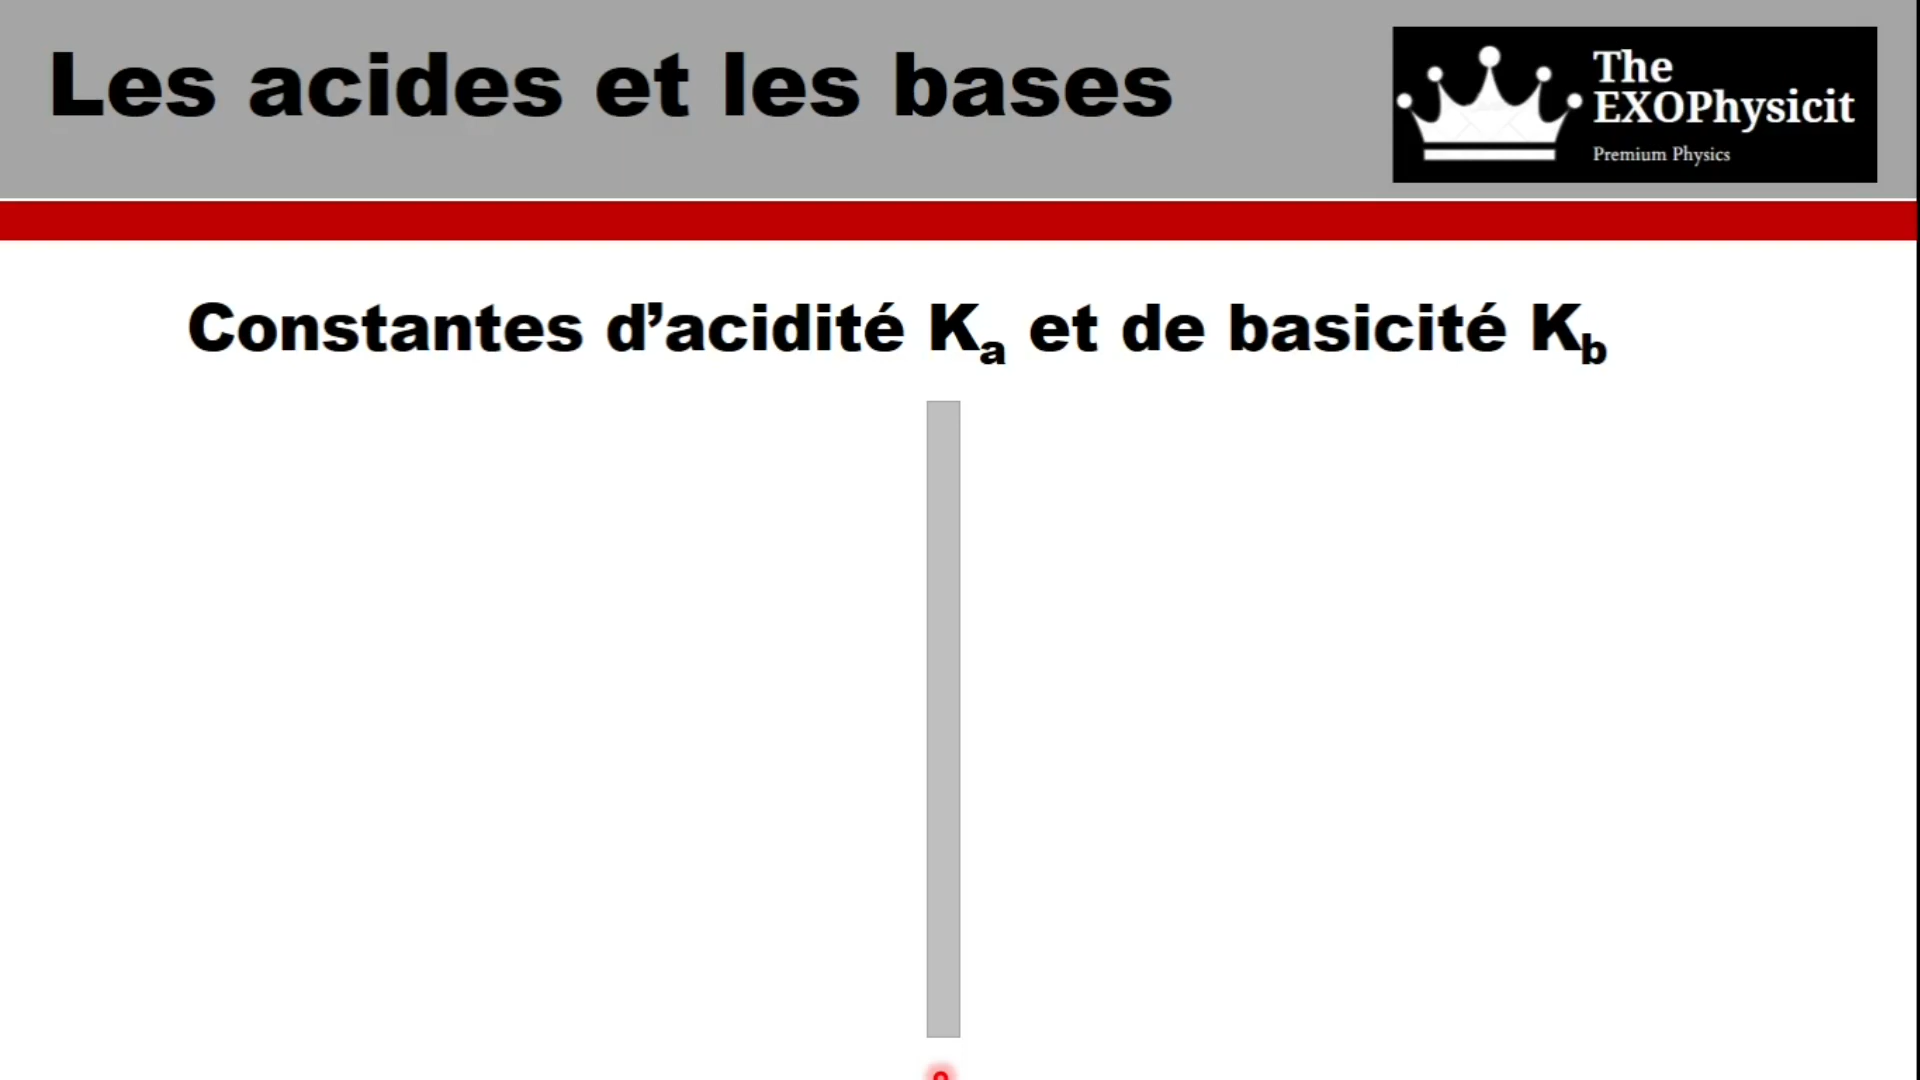 Les acides et les bases
The
EXOPhysicit
Premium Physics
Constantes d’acidité Ka et de basicité Kb